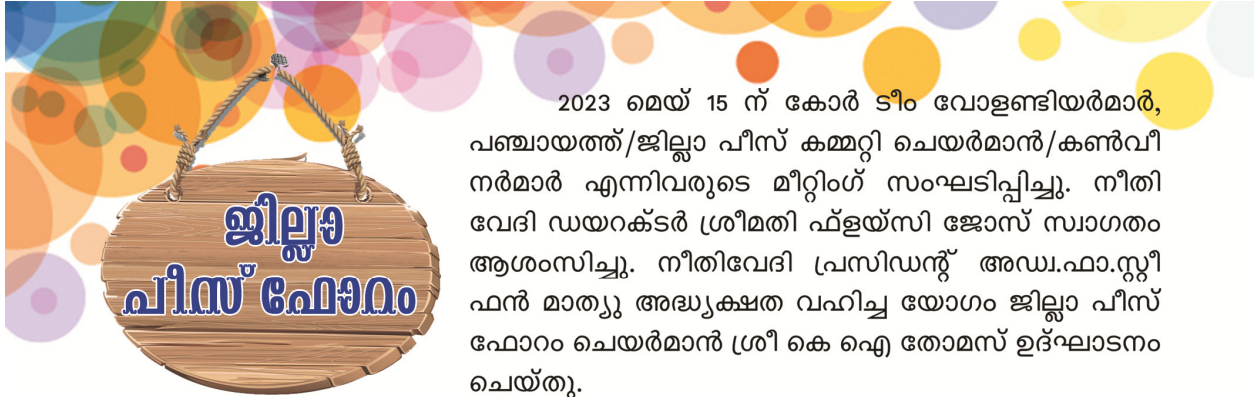 ജില്ലാ
പീസ് ഫോറം
2023 മെയ് 15 ന് കോർ ടീം വോളണ്ടിയർമാർ,
പഞ്ചായത്ത്/ജില്ലാ പീസ് കമ്മറ്റി ചെയർമാൻ/കൺവീ
നർമാർ എന്നിവരുടെ മീറ്റിംഗ് സംഘടിപ്പിച്ചു. നീതി
വേദി ഡയറക്ടർ ശ്രീമതി ഫ്ളയ്സി ജോസ് സ്വാഗതം
ആശംസിച്ചു. നീതിവേദി പ്രസിഡന്റ് അഡ്വ.ഫാ.സ്റ്റീ
ഫൻ മാത്യു അദ്ധ്യക്ഷത വഹിച്ച യോഗം ജില്ലാ പീസ്
ഫോറം ചെയർമാൻ ശ്രീ കെ ഐ തോമസ് ഉദ്ഘാടനം
ചെയ്തു.